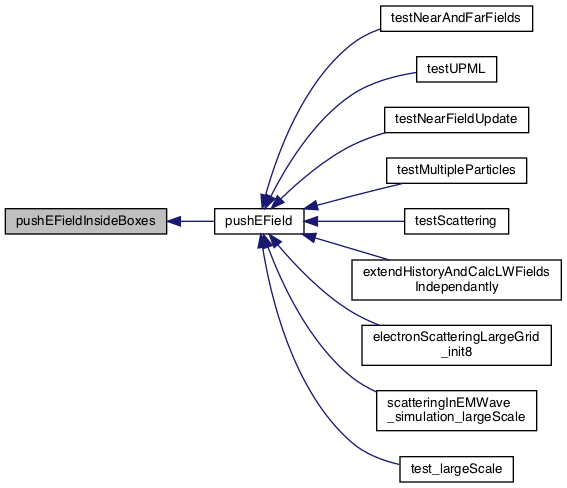 testNearAndFarFields
testUPML
testNearFieldUpdate
testMultipleParticles
pushEFieldInsideBoxes
pushEField
testScattering
extendHistoryAndCalcLWFields
Independantly
electronScatteringLargeGrid
_init8
scatteringInEMWave
_simulation_largeScale
test_largeScale